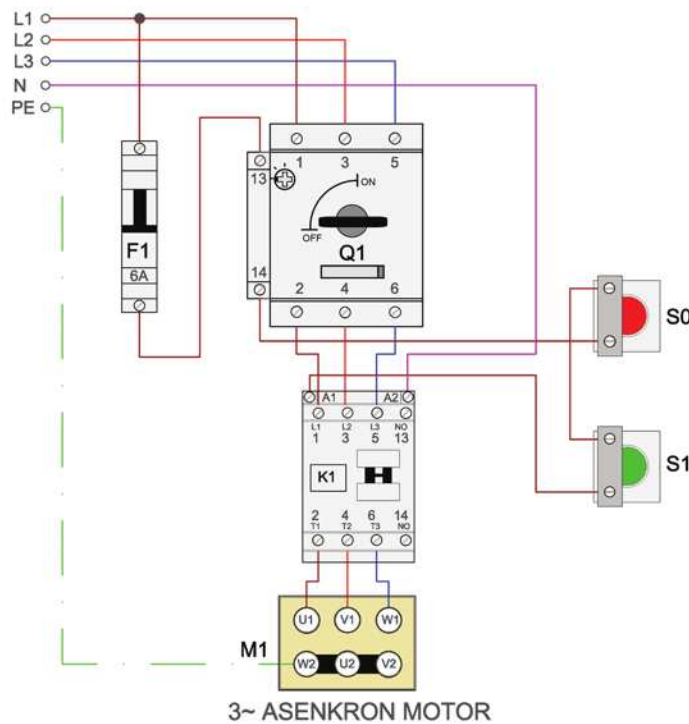 L1
L2
L3
N
PE
1 3 5
13
ON
OFF
F1
Q1
6A
14
2 4 6
S0
A1 A2
L1 L2 L3 NO
1 3 5 13
S1
K1
2 4 6 14
T1 T2 T3 NO
U1 V1 W1
M1
W2 U2 V2
3~ ASENKRON MOTOR